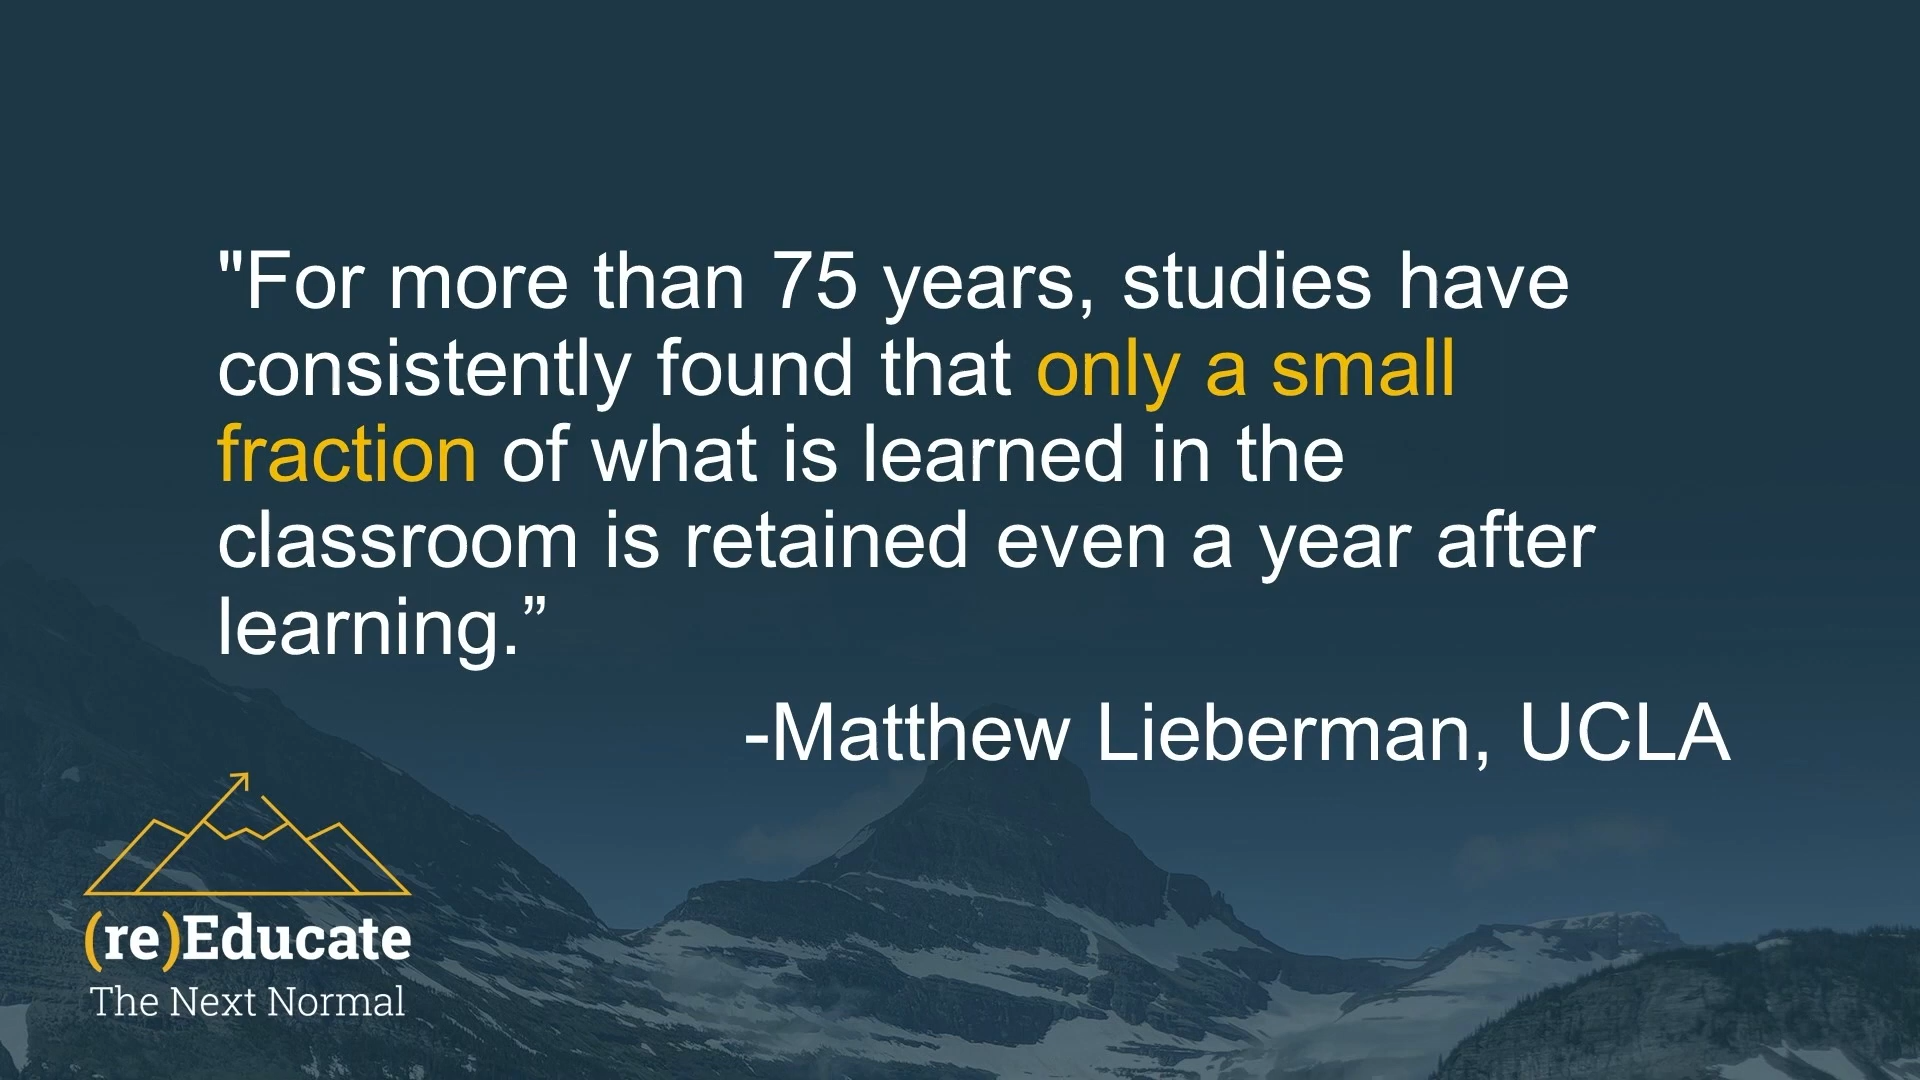 "For more than 75 years, studies have
consistently found that only a small
fraction of what is learned in the
classroom is retained even a year after
learning.”
-Matthew Lieberman, UCLA
(re)Educate
The Next Normal